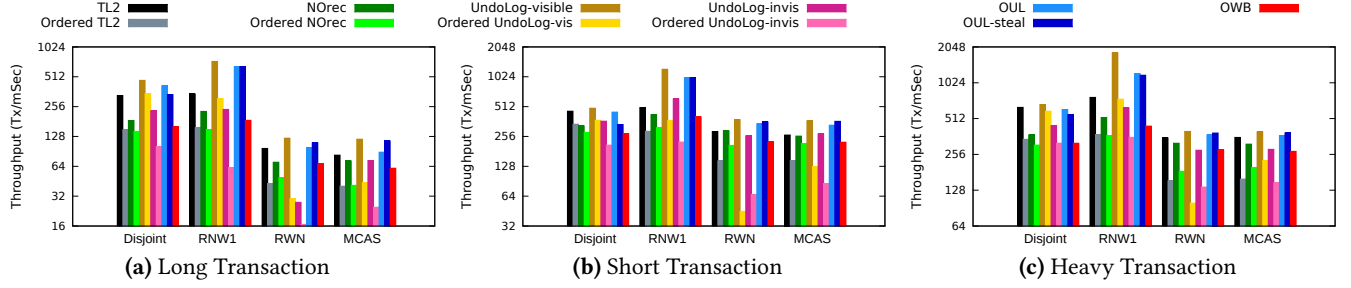 TL2 NOrec UndoLog-visible UndoLog-invis OUL OWB
Ordered TL2 Ordered NOrec Ordered UndoLog-vis Ordered UndoLog-invis OUL-steal
Throughput (Tx/mSec)
1024
512
256
128
64
32
16
Disjoint RNW1 RWN MCAS
(a) Long Transaction
Throughput (Tx/mSec)
2048
1024
512
256
128
64
32
Disjoint RNW1 RWN MCAS
(b) Short Transaction
Throughput (Tx/mSec)
2048
1024
512
256
128
64
Disjoint RNW1 RWN MCAS
(c) Heavy Transaction